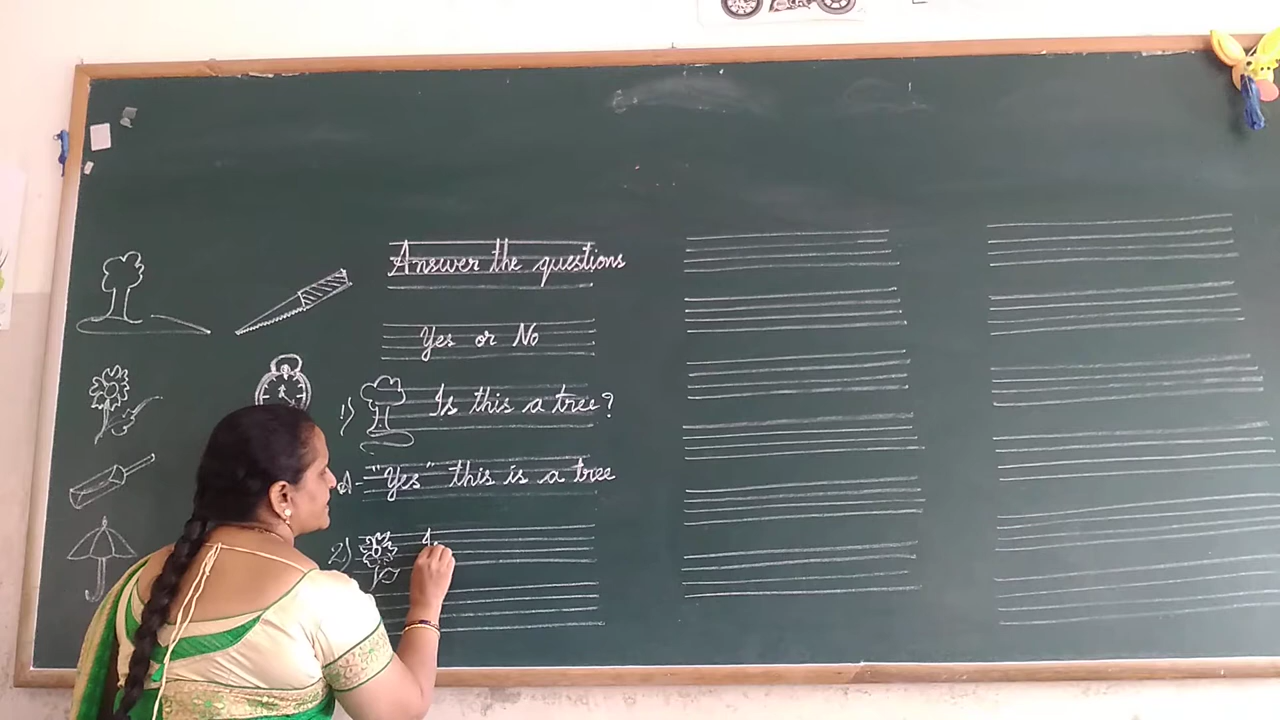 Answer the questions
Yes or No
1) Is this a tree?
A- "Yes" this is a tree
2)